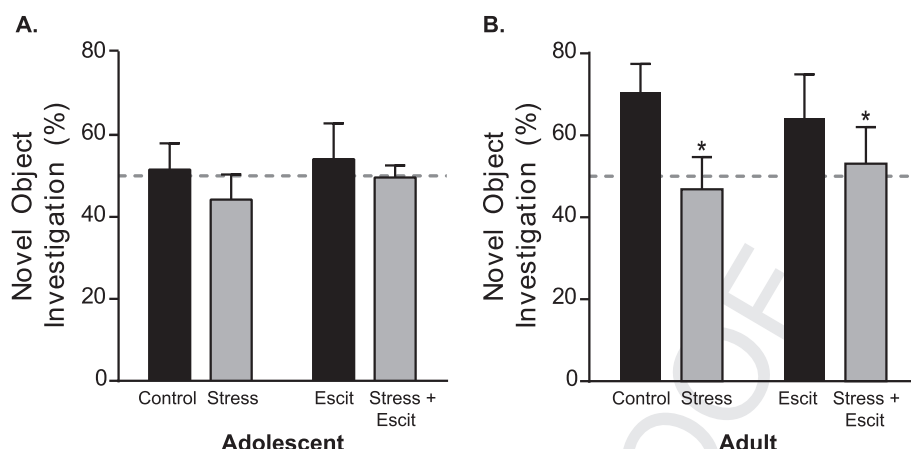 A.
80
60
40
20
0
Novel Object
Investigation (%)
Control Stress Escit Stress +
Escit
Adolescent
B.
80
60
40
20
0
Novel Object
Investigation (%)
*
*
Control Stress Escit Stress +
Escit
Adult
OOF